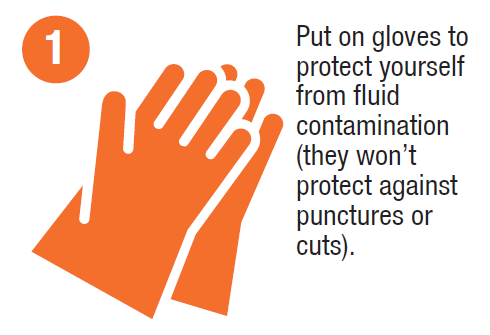 1
Put on gloves to
protect yourself
from fluid
contamination
(they won’t
protect against
punctures or
cuts).